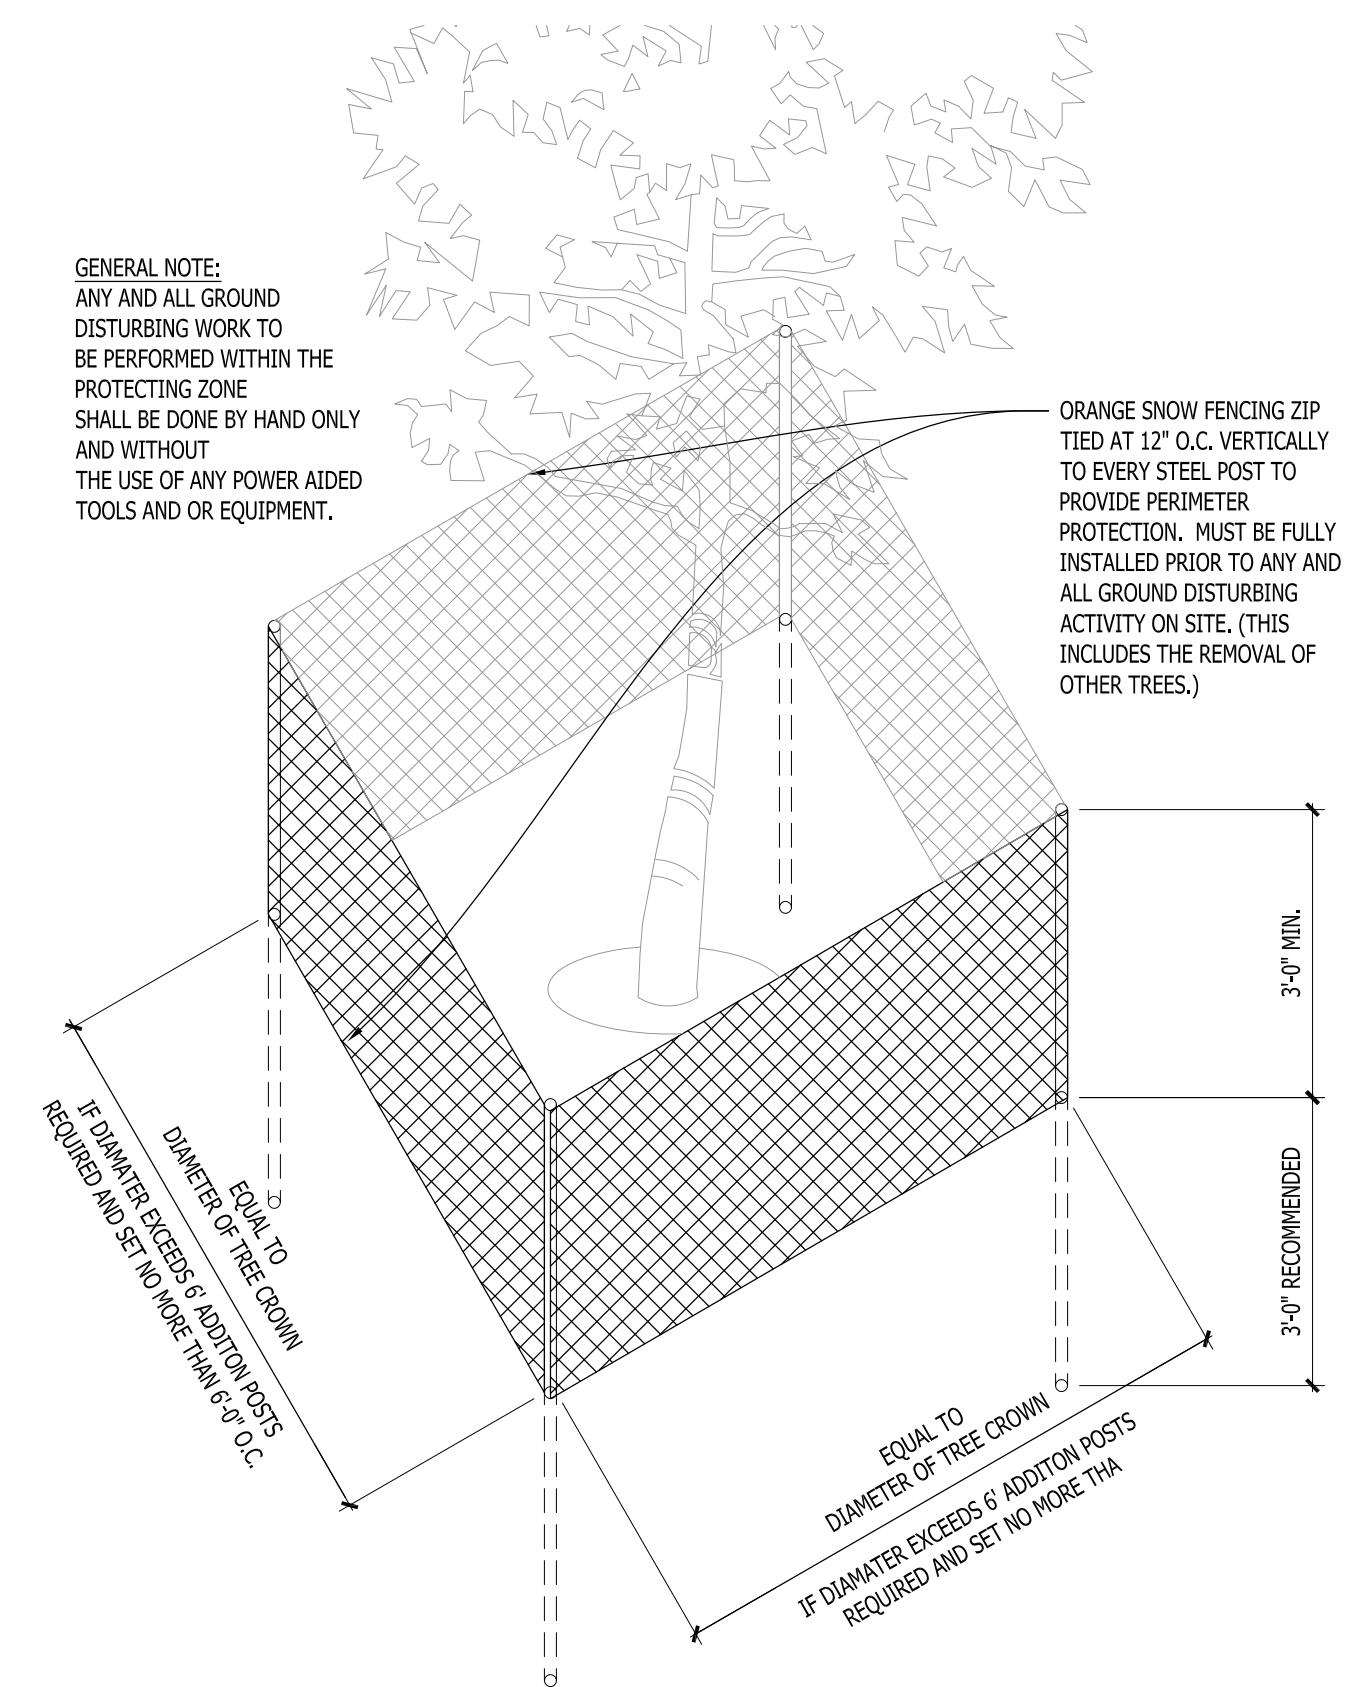 GENERAL NOTE:
ANY AND ALL GROUND
DISTURBING WORK TO
BE PERFORMED WITHIN THE
PROTECTING ZONE
SHALL BE DONE BY HAND ONLY
AND WITHOUT
THE USE OF ANY POWER AIDED
TOOLS AND OR EQUIPMENT.
ORANGE SNOW FENCING ZIP
TIED AT 12" O.C. VERTICALLY
TO EVERY STEEL POST TO
PROVIDE PERIMETER
PROTECTION. MUST BE FULLY
INSTALLED PRIOR TO ANY AND
ALL GROUND DISTURBING
ACTIVITY ON SITE. (THIS
INCLUDES THE REMOVAL OF
OTHER TREES.)
3'-0" MIN.
3'-0" RECOMMENDED
EQUAL TO
DIAMETER OF TREE CROWN
IF DIAMATER EXCEEDS 6' ADDITON POSTS
REQUIRED AND SET NO MORE THAN 6'-0" O.C.
EQUAL TO
DIAMETER OF TREE CROWN
IF DIAMATER EXCEEDS 6' ADDITON POSTS
REQUIRED AND SET NO MORE THA